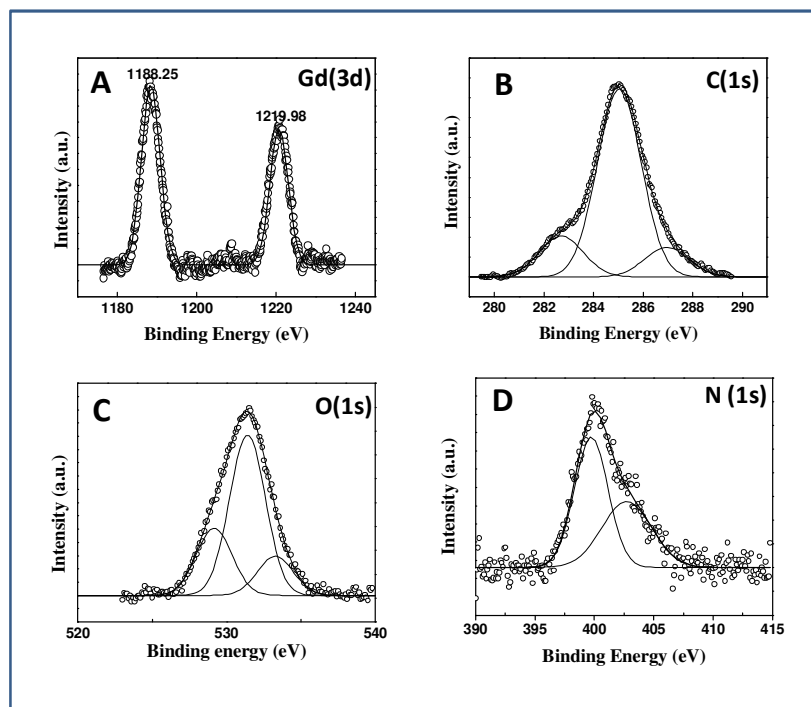 A
Gd(3d)
1188.25
1219.98
Intensity (a.u.)
1180 1200 1220 1240
Binding Energy (eV)
B
C(1s)
Intensity (a.u.)
280 282 284 286 288 290
Binding Energy (eV)
C
O(1s)
Intensity (a.u.)
520 530 540
Binding energy (eV)
D
N (1s)
Intensity (a.u.)
390 395 400 405 410 415
Binding Energy (eV)